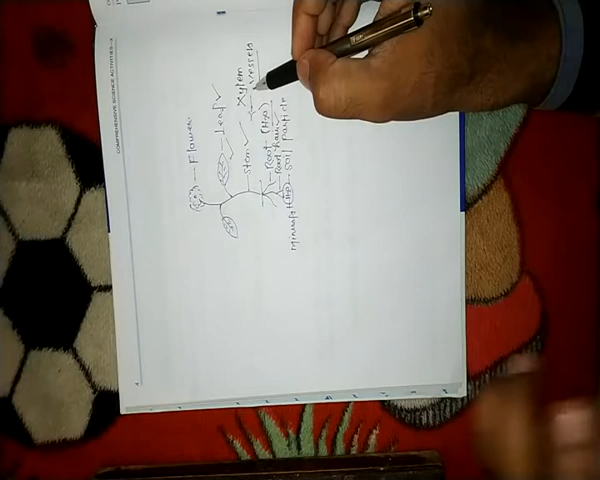 COMPREHENSIVE SCIENCE ACTIVITIES-X
Flower
Leaf
stem
Xylem
vessels
root (H₂O)
Root hair
soil particle